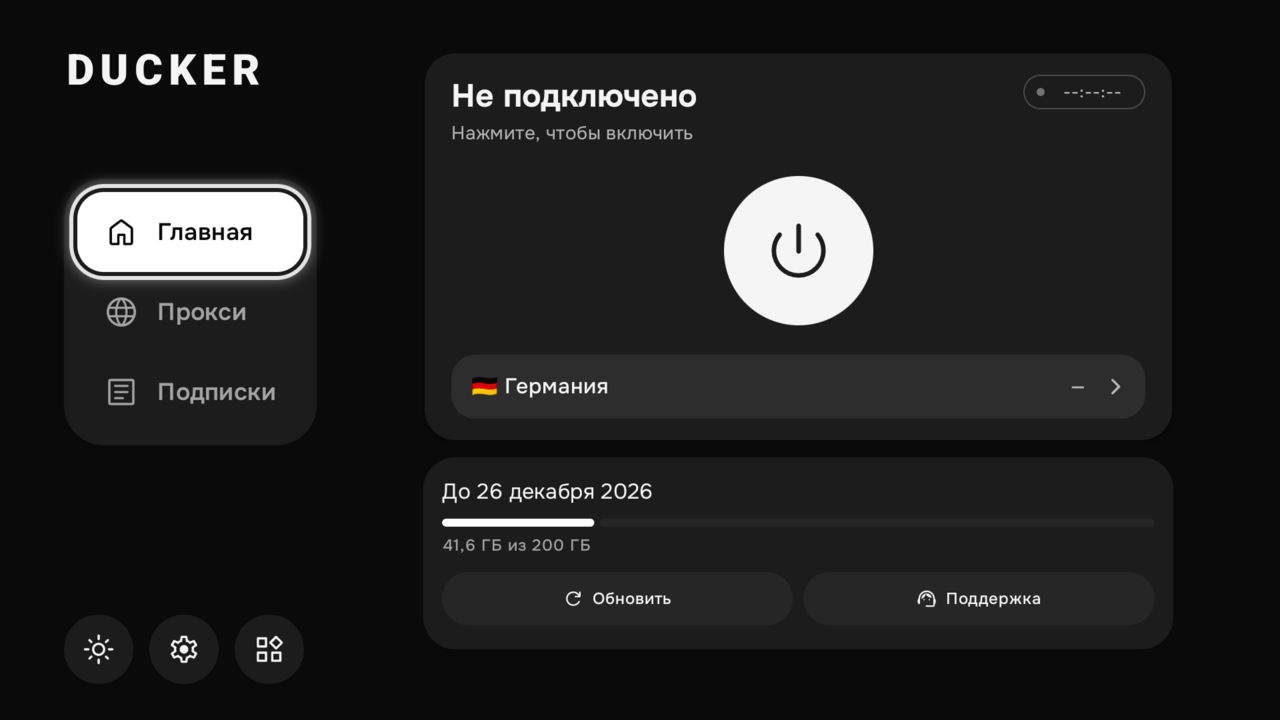 DUCKER
Главная
Прокси
Подписки
Не подключено
--:--:--
Нажмите, чтобы включить
Германия
–
До 26 декабря 2026
41,6 ГБ из 200 ГБ
Обновить
Поддержка